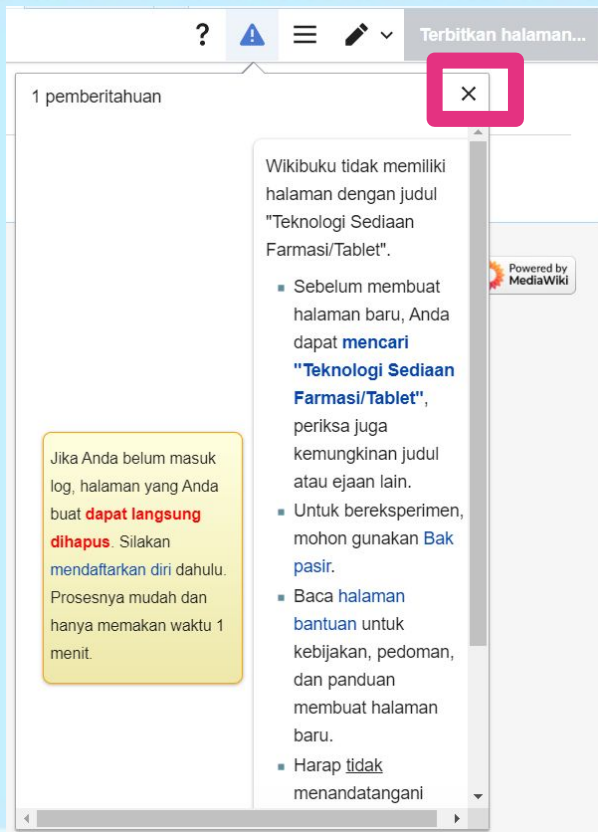 ?
Terbitkan halaman...
1 pemberitahuan
Wikibuku tidak memiliki
halaman dengan judul
"Teknologi Sediaan
Farmasi/Tablet".
Sebelum membuat
halaman baru, Anda
dapat mencari
"Teknologi Sediaan
Farmasi/Tablet",
periksa juga
kemungkinan judul
atau ejaan lain.
Untuk bereksperimen,
mohon gunakan Bak
pasir.
Baca halaman
bantuan untuk
kebijakan, pedoman,
dan panduan
membuat halaman
baru.
Harap tidak
menandatangani
Jika Anda belum masuk
log, halaman yang Anda
buat dapat langsung
dihapus. Silakan
mendaftarkan diri dahulu.
Prosesnya mudah dan
hanya memakan waktu 1
menit.
Powered by
MediaWiki